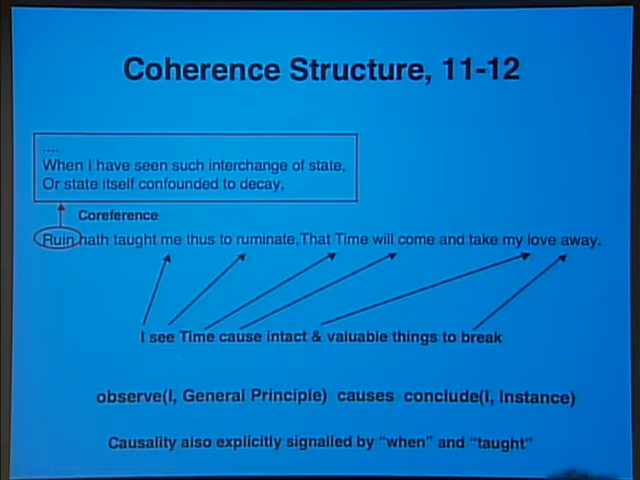 Coherence Structure, 11-12
....
When I have seen such interchange of state,
Or state itself confounded to decay,
Coreference
Ruin hath taught me thus to ruminate,That Time will come and take my love away.
I see Time cause intact & valuable things to break
observe(I, General Principle) causes conclude(I, Instance)
Causality also explicitly signalled by “when” and “taught”